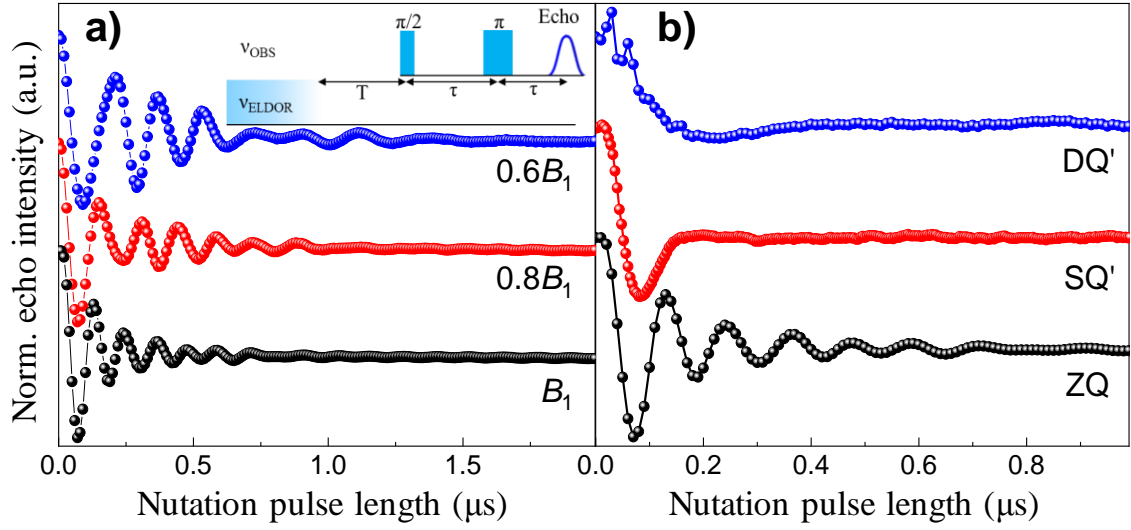 a)
π/2
π
Echo
ν_OBS
ν_ELDOR
T
τ
τ
0.6B₁
0.8B₁
B₁
b)
DQ'
SQ'
ZQ
Norm. echo intensity (a.u.)
0.0 0.5 1.0 1.5
0.0 0.2 0.4 0.6 0.8
Nutation pulse length (μs)
Nutation pulse length (μs)